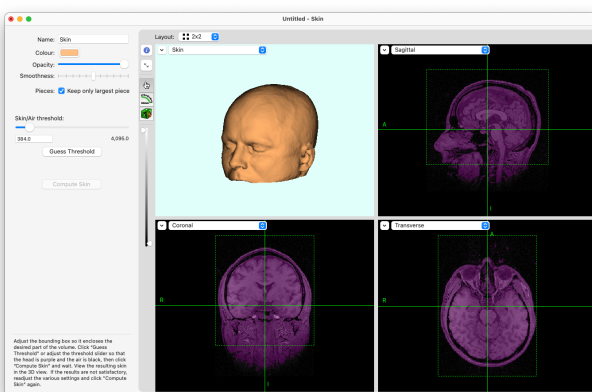 Untitled - Skin
Name: Skin
Colour:
Opacity:
Smoothness:
Pieces: Keep only largest piece
Skin/Air threshold:
384.0 4,095.0
Guess Threshold
Compute Skin
Adjust the bounding box so it encloses the
desired part of the volume. Click "Guess
Threshold" or adjust the threshold slider so that
the head is purple and the air is black, then click
"Compute Skin" and wait. View the resulting skin
in the 3D view. If the results are not satisfactory,
readjust the various settings and click "Compute
Skin" again.
Layout: 2x2
Skin
Sagittal
A
I
Coronal
R
I
Transverse
A
R